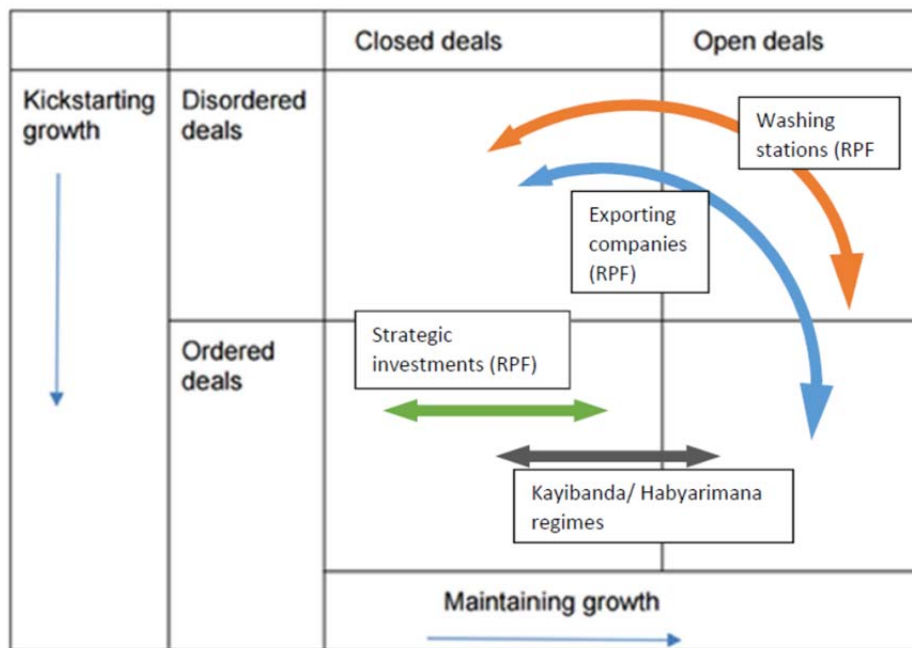 Closed deals
Open deals
Kickstarting
growth
Disordered
deals
Washing
stations (RPF
Exporting
companies
(RPF)
Strategic
investments (RPF)
Ordered
deals
Kayibanda/ Habyarimana
regimes
Maintaining growth